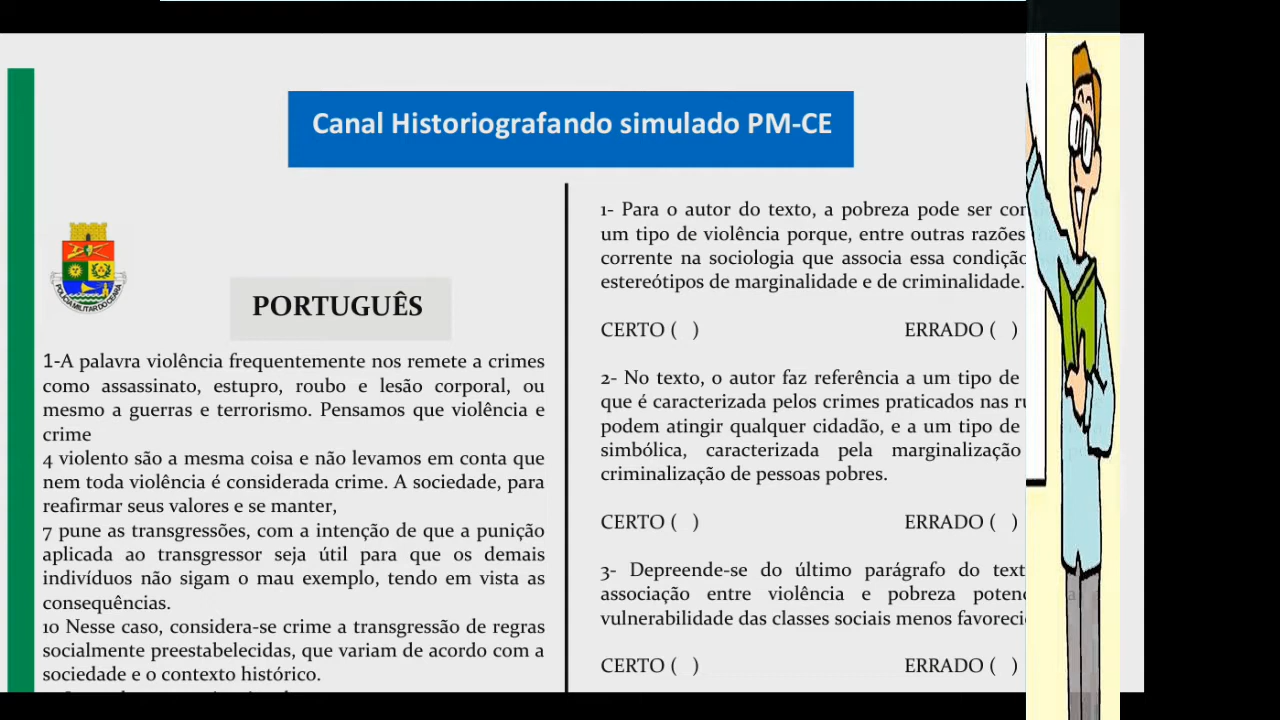 Canal Historiografando simulado PM-CE
POLÍCIA MILITAR DO CEARÁ
PORTUGUÊS
1-A palavra violência frequentemente nos remete a crimes
como assassinato, estupro, roubo e lesão corporal, ou
mesmo a guerras e terrorismo. Pensamos que violência e
crime
4 violento são a mesma coisa e não levamos em conta que
nem toda violência é considerada crime. A sociedade, para
reafirmar seus valores e se manter,
7 pune as transgressões, com a intenção de que a punição
aplicada ao transgressor seja útil para que os demais
indivíduos não sigam o mau exemplo, tendo em vista as
consequências.
10 Nesse caso, considera-se crime a transgressão de regras
socialmente preestabelecidas, que variam de acordo com a
sociedade e o contexto histórico.
1- Para o autor do texto, a pobreza pode ser
um tipo de violência porque, entre outras razões
corrente na sociologia que associa essa condição
estereótipos de marginalidade e de criminalidade.
CERTO ( ) ERRADO ( )
2- No texto, o autor faz referência a um tipo de
que é caracterizada pelos crimes praticados nas
podem atingir qualquer cidadão, e a um tipo de
simbólica, caracterizada pela marginalização
criminalização de pessoas pobres.
CERTO ( ) ERRADO ( )
3- Depreende-se do último parágrafo do
associação entre violência e pobreza
vulnerabilidade das classes sociais menos
CERTO ( ) ERRADO ( )